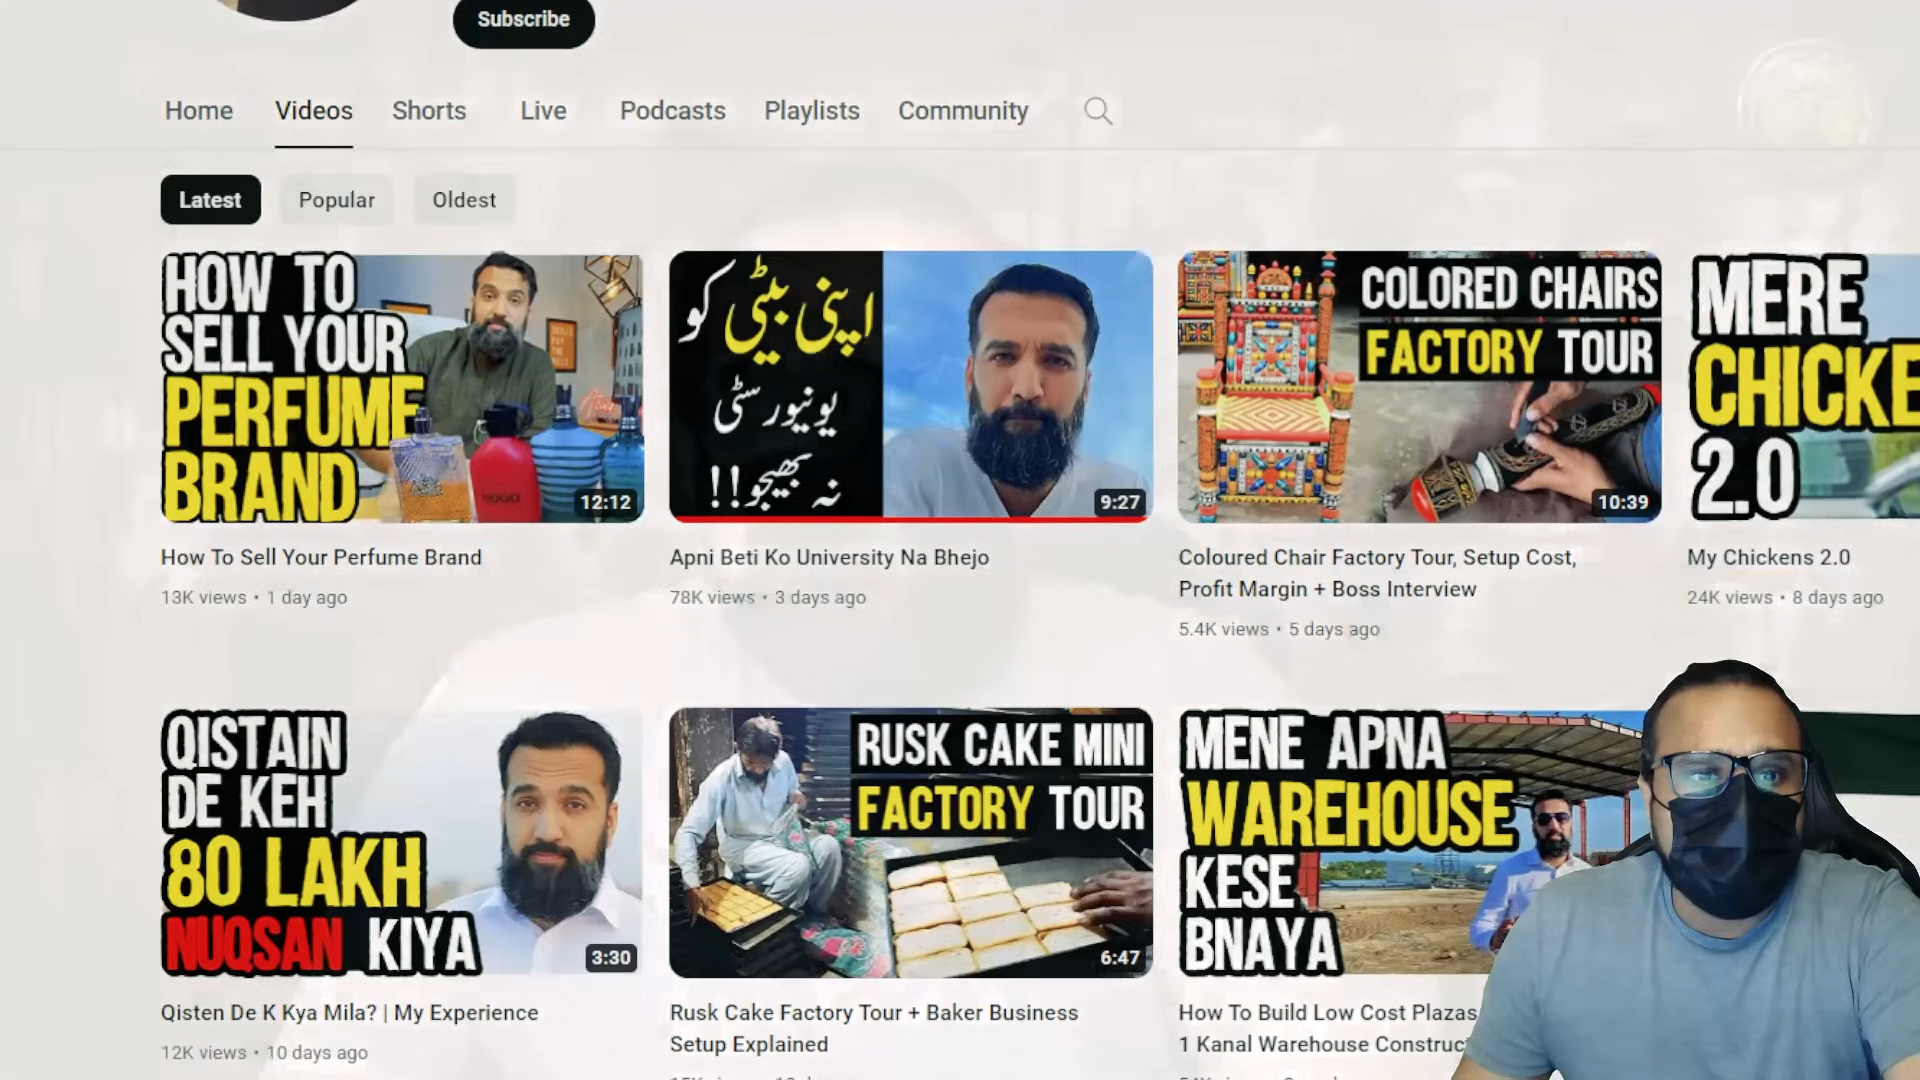 Subscribe
Home
Videos
Shorts
Live
Podcasts
Playlists
Community
Latest
Popular
Oldest
HOW TO
SELL YOUR
PERFUME
BRAND
HUGO
12:12
How To Sell Your Perfume Brand
13K views • 1 day ago
اپنی بیٹی کو
یونیورسٹی
نہ بھیجو!!
9:27
Apni Beti Ko University Na Bhejo
78K views • 3 days ago
COLORED CHAIRS
FACTORY TOUR
10:39
Coloured Chair Factory Tour, Setup Cost,
Profit Margin + Boss Interview
5.4K views • 5 days ago
MERE
CHICKE
2.0
My Chickens 2.0
24K views • 8 days ago
QISTAIN
DE KEH
80 LAKH
NUQSAN KIYA
3:30
Qisten De K Kya Mila? | My Experience
12K views • 10 days ago
RUSK CAKE MINI
FACTORY TOUR
6:47
Rusk Cake Factory Tour + Baker Business
Setup Explained
MENE APNA
WAREHOUSE
KESE
BNAYA
How To Build Low Cost Plazas
1 Kanal Warehouse Construc